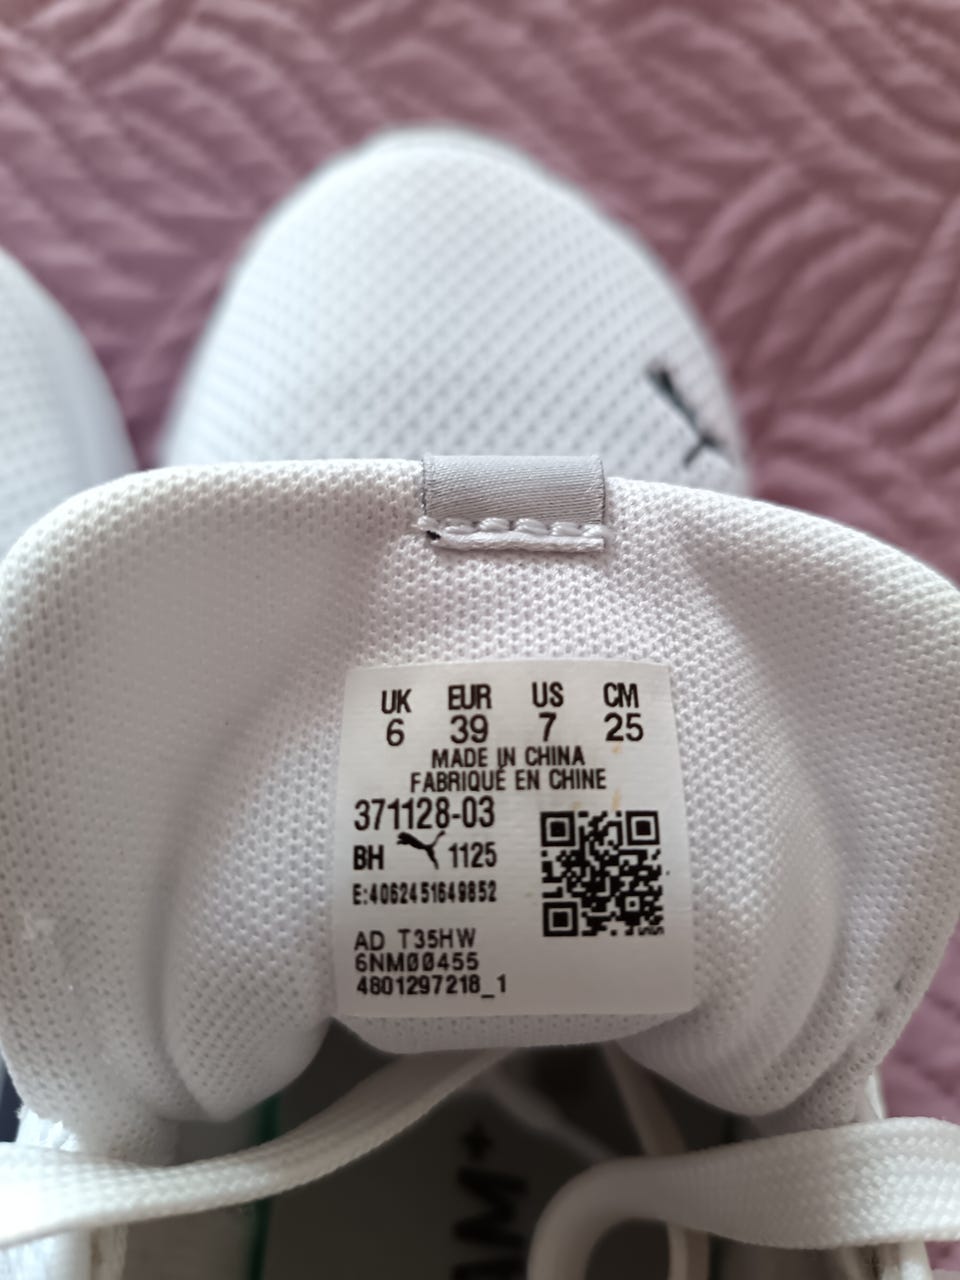 UK EUR US CM
6 39 7 25
MADE IN CHINA
FABRIQUÉ EN CHINE
371128-03
BH 1125
E:4062451649852
AD T35HW
6NM00455
4801297218_1